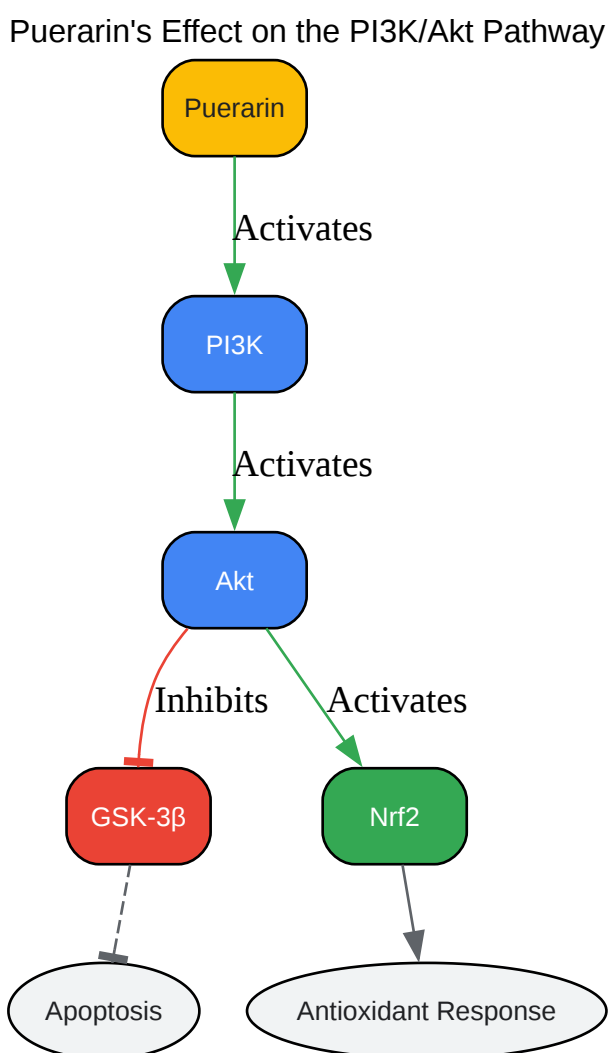 Puerarin's Effect on the PI3K/Akt Pathway
Puerarin
Activates
PI3K
Activates
Akt
Inhibits
Activates
GSK-3β
Nrf2
Apoptosis
Antioxidant Response